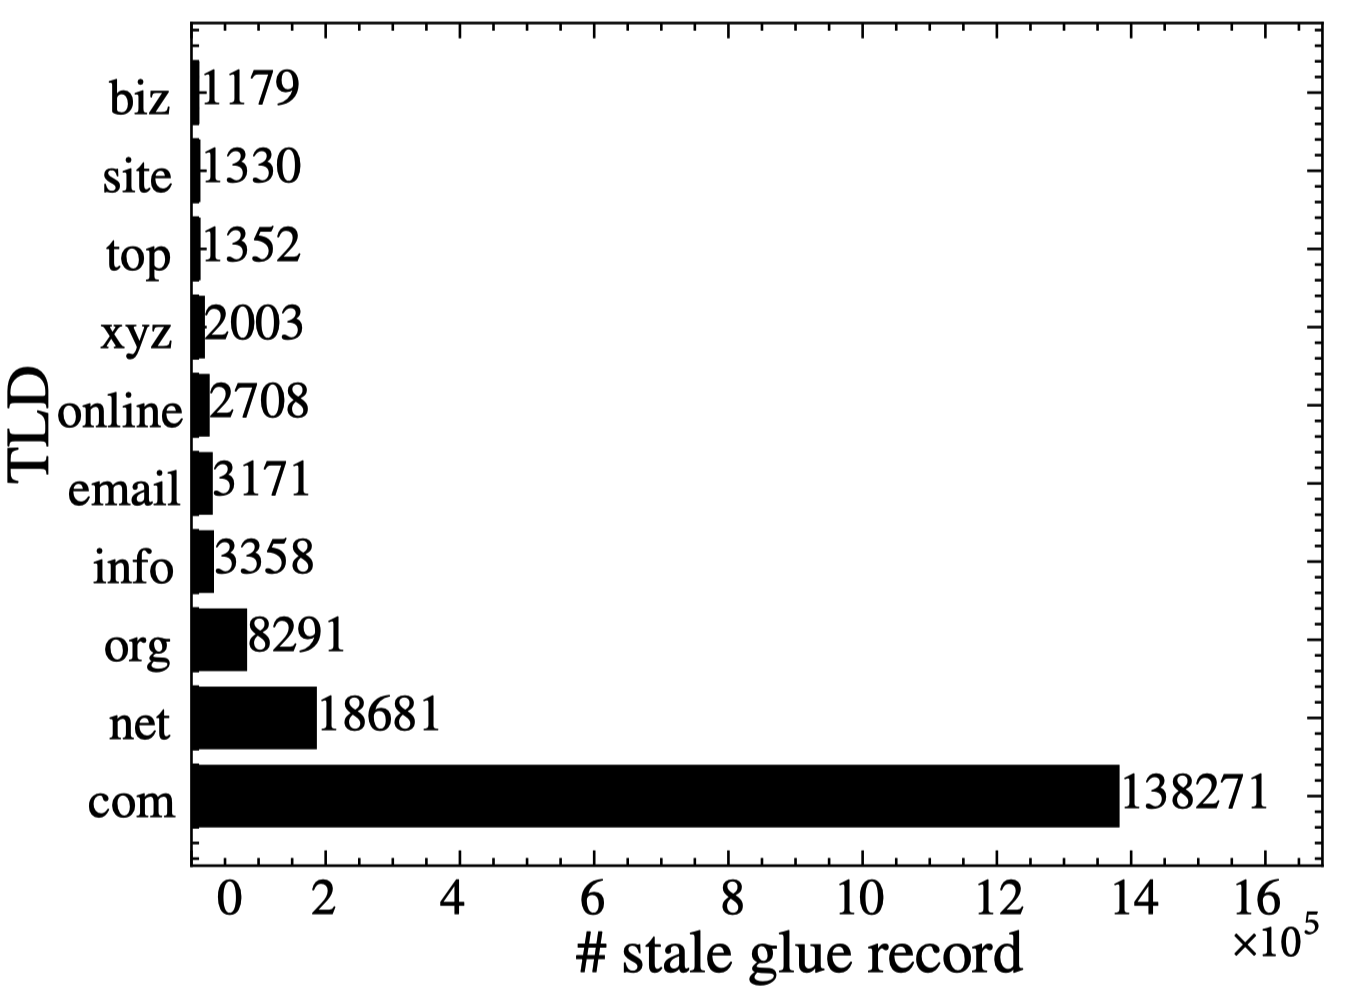 biz 1179
site 1330
top 1352
xyz 2003
online 2708
email 3171
info 3358
org 8291
net 18681
com 138271
TLD
0 2 4 6 8 10 12 14 16
×10⁵
# stale glue record